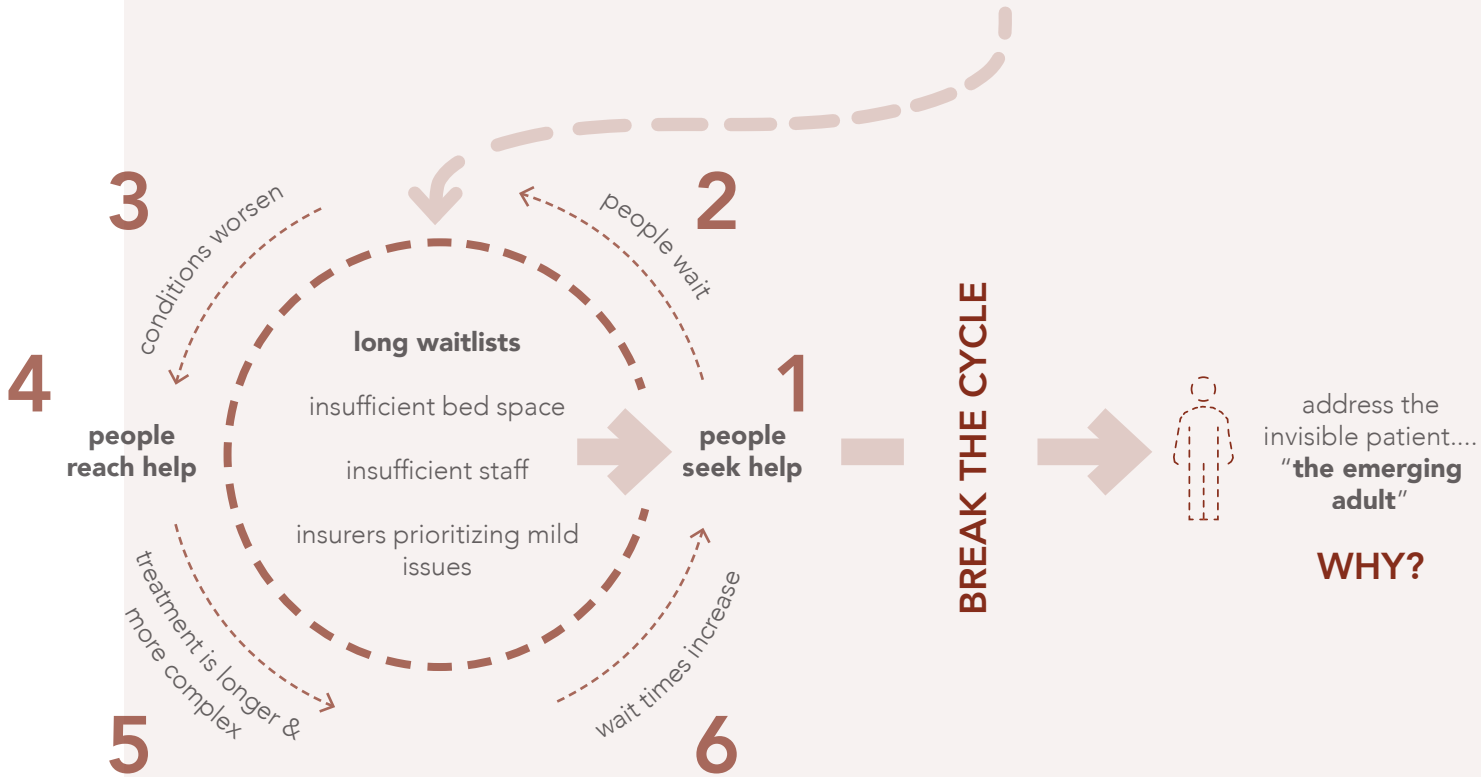 1
people
seek help
2
people wait
3
conditions worsen
4
people
reach help
5
treatment is longer &
more complex
6
wait times increase
long waitlists
insufficient bed space
insufficient staff
insurers prioritizing mild
issues
BREAK THE CYCLE
address the
invisible patient....
“the emerging
adult”
WHY?